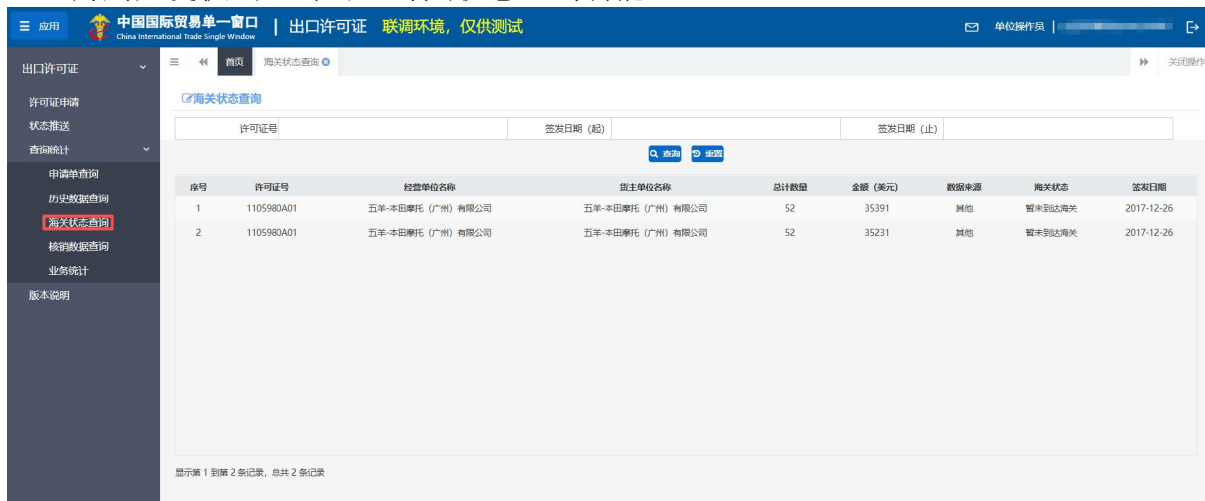 应用
中国国际贸易单一窗口 | 出口许可证 联调环境，仅供测试
China International Trade Single Window
单位操作员 |
出口许可证
首页 海关状态查询
关闭操作
许可证申请
状态推送
查询统计
申请单查询
历史数据查询
海关状态查询
核销数据查询
业务统计
版本说明
海关状态查询
许可证号 签发日期（起） 签发日期（止）
查询 重置
序号 许可证号 经营单位名称 货主单位名称 总计数量 金额（美元） 数据来源 海关状态 签发日期
1 1105980A01 五羊-本田摩托（广州）有限公司 五羊-本田摩托（广州）有限公司 52 35391 其他 暂未到达海关 2017-12-26
2 1105980A01 五羊-本田摩托（广州）有限公司 五羊-本田摩托（广州）有限公司 52 35231 其他 暂未到达海关 2017-12-26
显示第 1 到第 2 条记录，总共 2 条记录